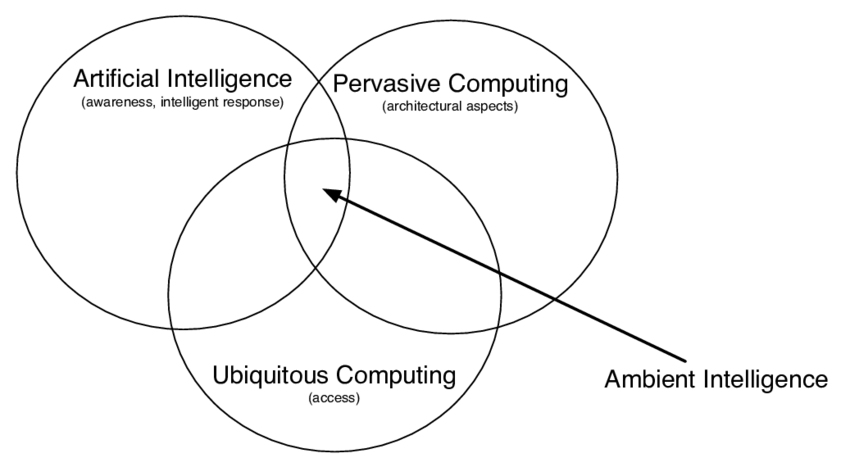 Artificial Intelligence
(awareness, intelligent response)
Pervasive Computing
(architectural aspects)
Ubiquitous Computing
(access)
Ambient Intelligence